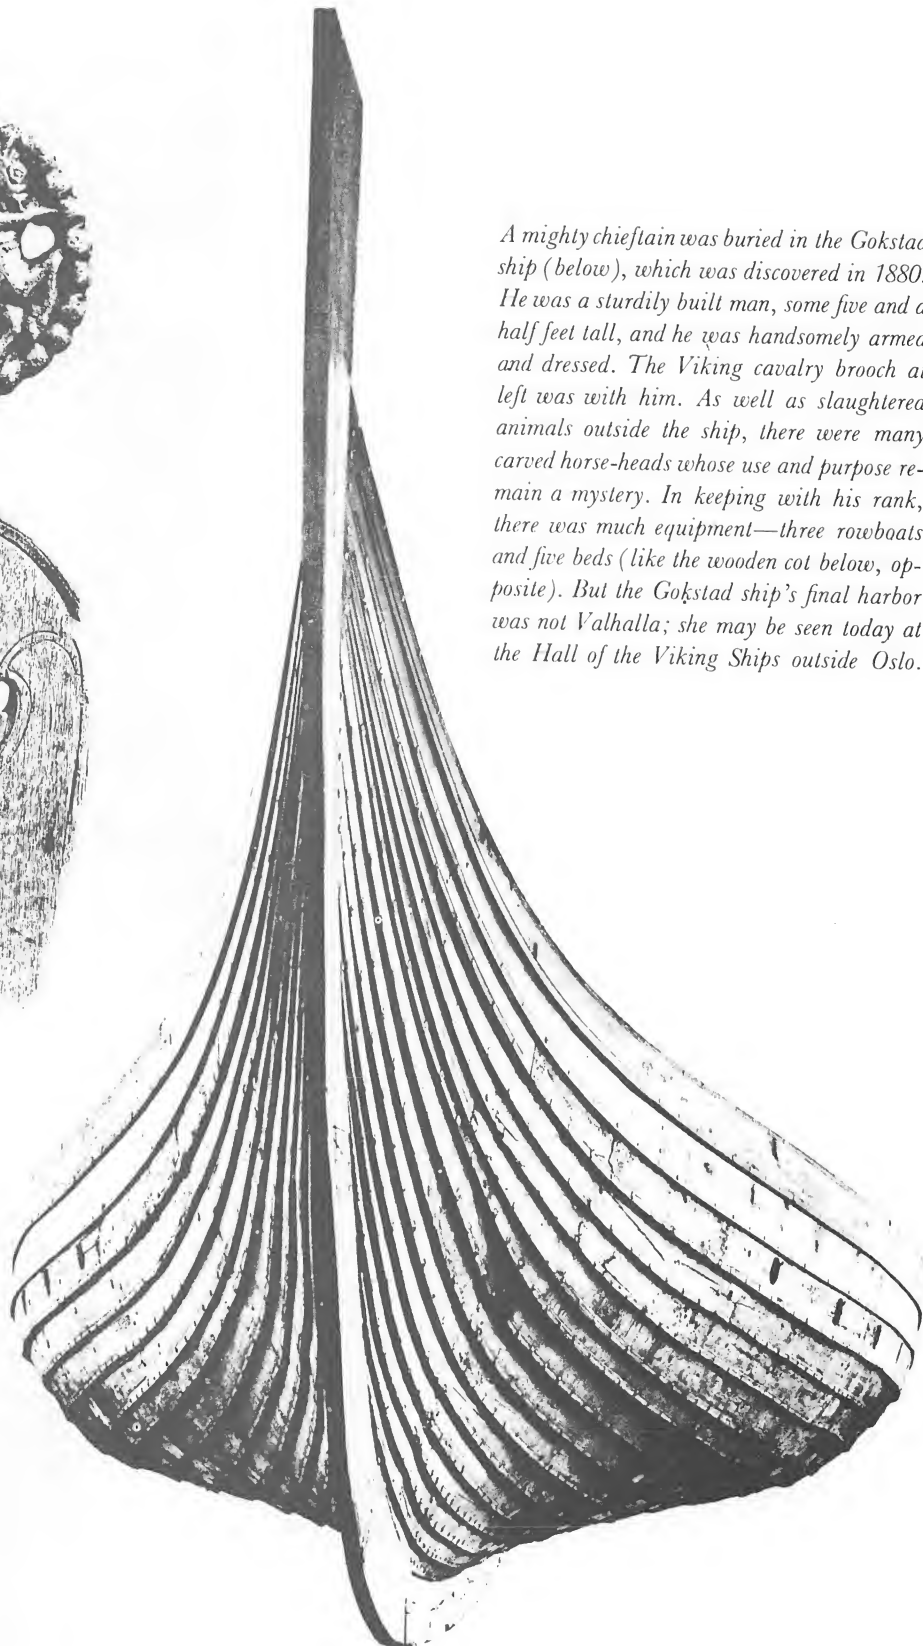 A mighty chieftain was buried in the Gokstad
ship (below), which was discovered in 1880.
He was a sturdily built man, some five and a
half feet tall, and he was handsomely armed
and dressed. The Viking cavalry brooch at
left was with him. As well as slaughtered
animals outside the ship, there were many
carved horse-heads whose use and purpose re-
main a mystery. In keeping with his rank,
there was much equipment—three rowboats
and five beds (like the wooden cot below, op-
posite). But the Gokstad ship's final harbor
was not Valhalla; she may be seen today at
the Hall of the Viking Ships outside Oslo.